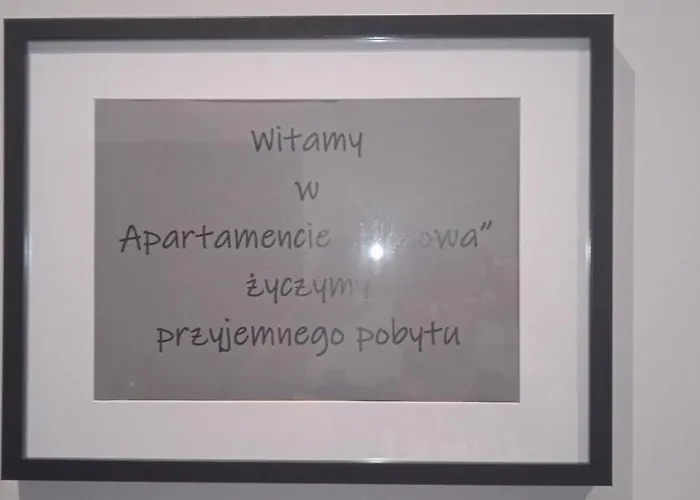 Witamy
w
Apartamencie
życzymy
przyjemnego pobytu